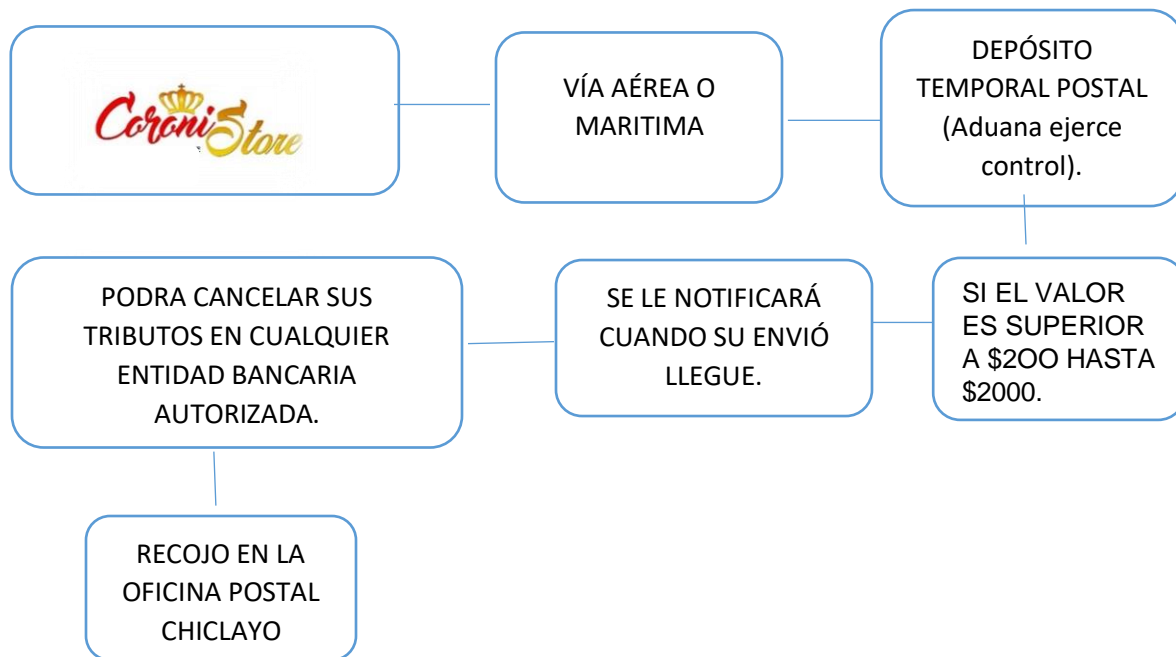 Coroni Store
VÍA AÉREA O
MARITIMA
DEPÓSITO
TEMPORAL POSTAL
(Aduana ejerce
control).
SI EL VALOR
ES SUPERIOR
A $2OO HASTA
$2000.
SE LE NOTIFICARÁ
CUANDO SU ENVIÓ
LLEGUE.
PODRA CANCELAR SUS
TRIBUTOS EN CUALQUIER
ENTIDAD BANCARIA
AUTORIZADA.
RECOJO EN LA
OFICINA POSTAL
CHICLAYO